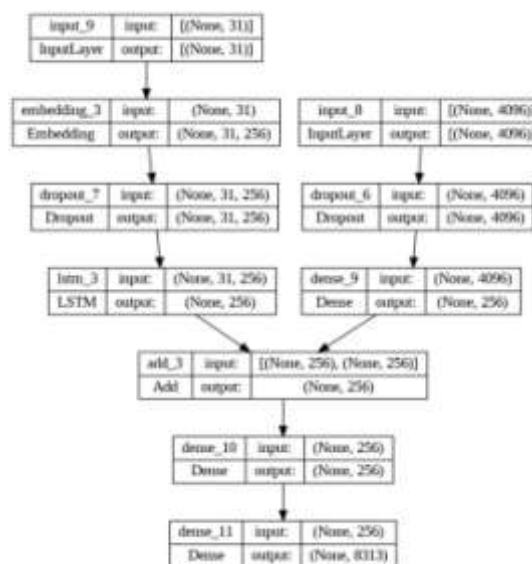 input_9 input: [(None, 31)]
InputLayer output: [(None, 31)]
embedding_3 input: (None, 31)
Embedding output: (None, 31, 256)
input_8 input: [(None, 4096)]
InputLayer output: [(None, 4096)]
dropout_7 input: (None, 31, 256)
Dropout output: (None, 31, 256)
dropout_6 input: (None, 4096)
Dropout output: (None, 4096)
lstm_3 input: (None, 31, 256)
LSTM output: (None, 256)
dense_9 input: (None, 4096)
Dense output: (None, 256)
add_3 input: [(None, 256), (None, 256)]
Add output: (None, 256)
dense_10 input: (None, 256)
Dense output: (None, 256)
dense_11 input: (None, 256)
Dense output: (None, 8313)